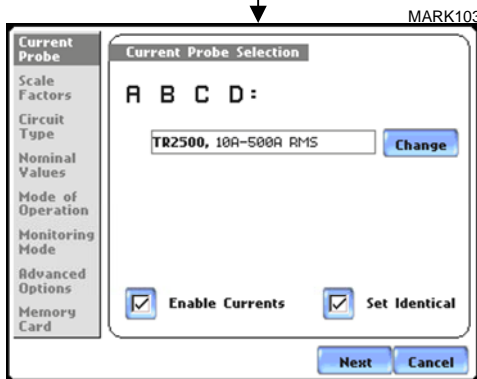 MARK103
Current
Probe
Scale
Factors
Circuit
Type
Nominal
Values
Mode of
Operation
Monitoring
Mode
Advanced
Options
Memory
Card
Current Probe Selection
A B C D:
TR2500, 10A-500A RMS
Change
Enable Currents
Set Identical
Next
Cancel